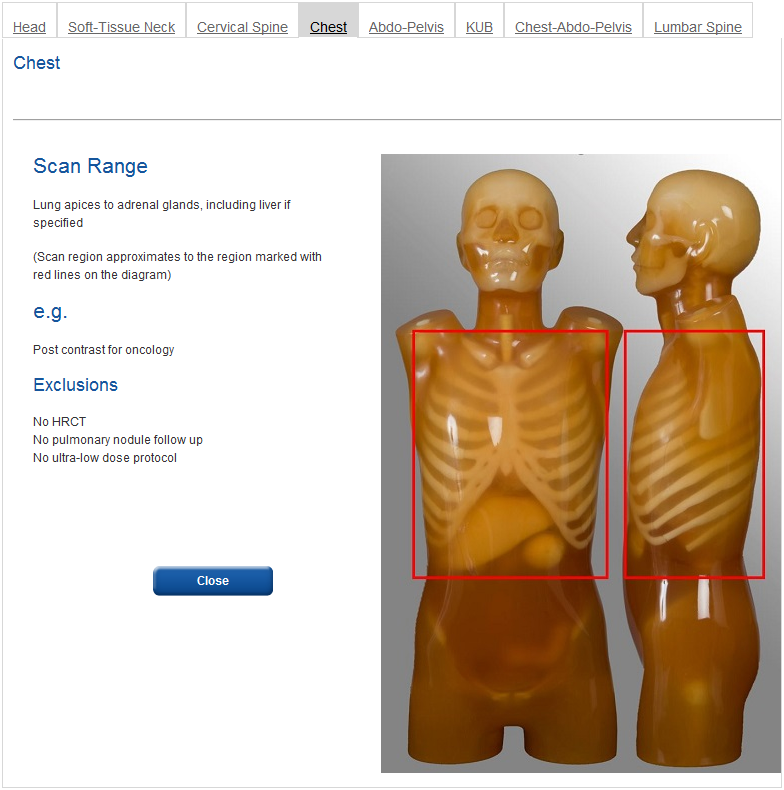 Head Soft-Tissue Neck Cervical Spine Chest Abdo-Pelvis KUB Chest-Abdo-Pelvis Lumbar Spine
Chest
Scan Range
Lung apices to adrenal glands, including liver if
specified
(Scan region approximates to the region marked with
red lines on the diagram)
e.g.
Post contrast for oncology
Exclusions
No HRCT
No pulmonary nodule follow up
No ultra-low dose protocol
Close